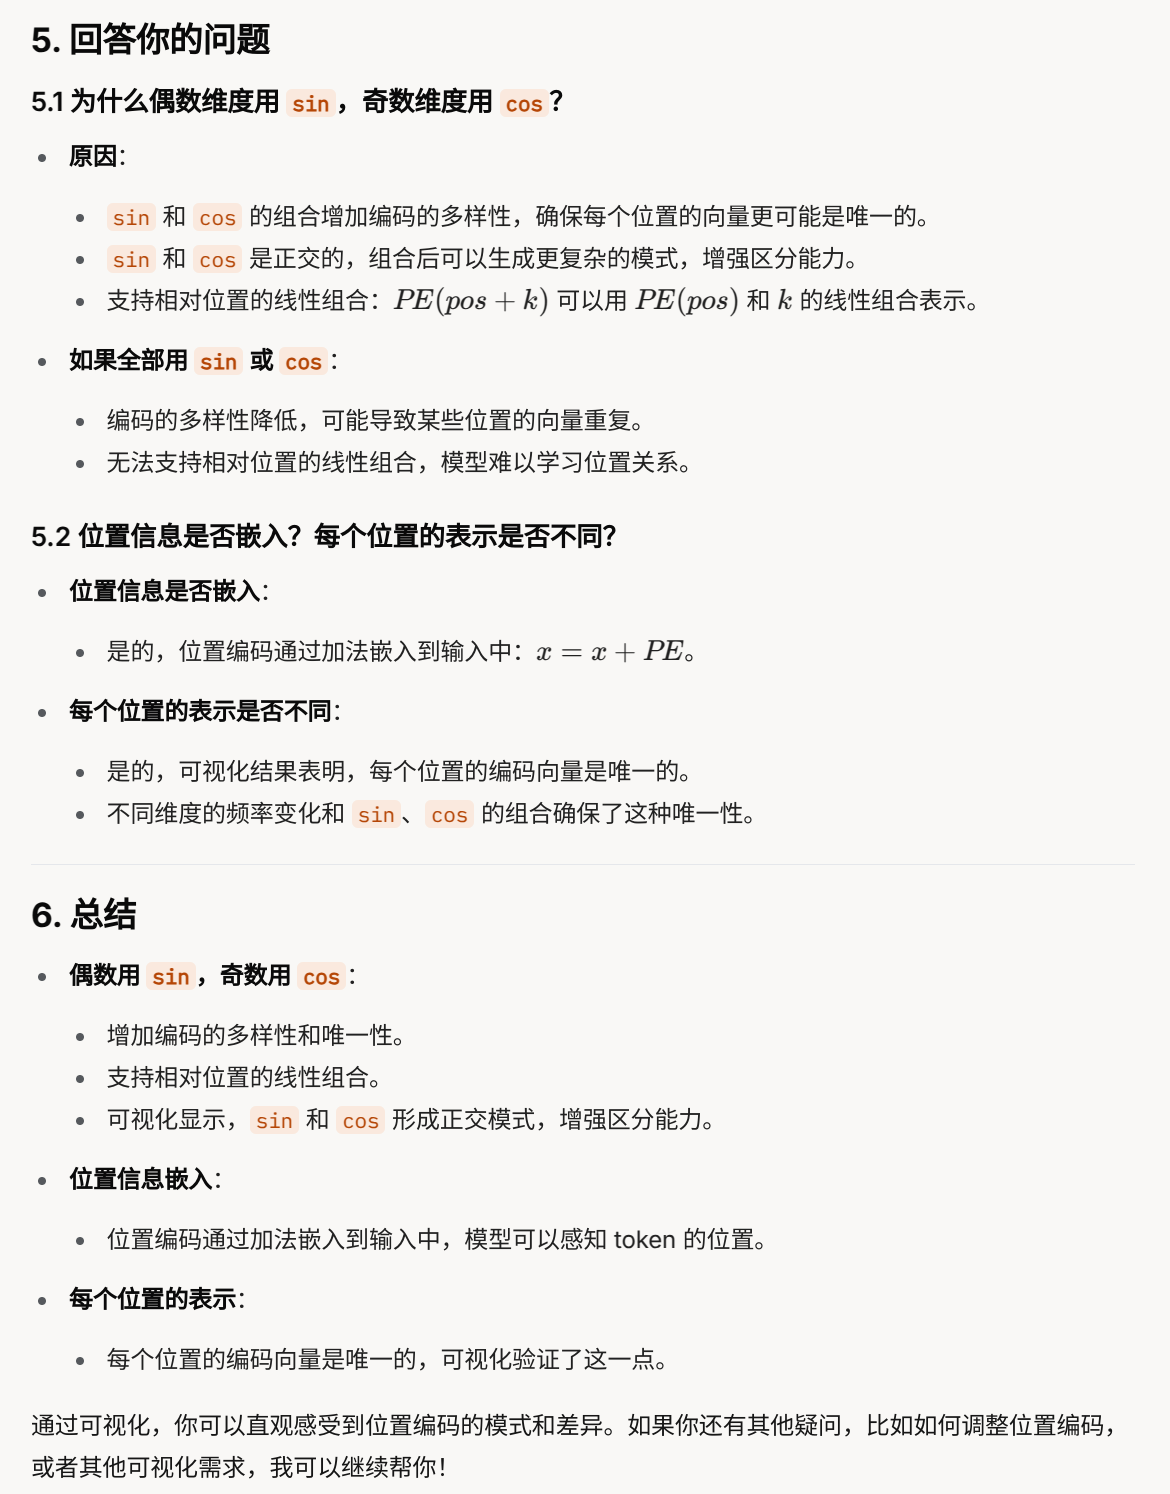 5. 回答你的问题
5.1 为什么偶数维度用 sin，奇数维度用 cos？
• 原因：
• sin 和 cos 的组合增加编码的多样性，确保每个位置的向量更可能是唯一的。
• sin 和 cos 是正交的，组合后可以生成更复杂的模式，增强区分能力。
• 支持相对位置的线性组合：PE(pos + k) 可以用 PE(pos) 和 k 的线性组合表示。
• 如果全部用 sin 或 cos：
• 编码的多样性降低，可能导致某些位置的向量重复。
• 无法支持相对位置的线性组合，模型难以学习位置关系。
5.2 位置信息是否嵌入？每个位置的表示是否不同？
• 位置信息是否嵌入：
• 是的，位置编码通过加法嵌入到输入中：x = x + PE。
• 每个位置的表示是否不同：
• 是的，可视化结果表明，每个位置的编码向量是唯一的。
• 不同维度的频率变化和 sin、cos 的组合确保了这种唯一性。
6. 总结
• 偶数用 sin，奇数用 cos：
• 增加编码的多样性和唯一性。
• 支持相对位置的线性组合。
• 可视化显示，sin 和 cos 形成正交模式，增强区分能力。
• 位置信息嵌入：
• 位置编码通过加法嵌入到输入中，模型可以感知 token 的位置。
• 每个位置的表示：
• 每个位置的编码向量是唯一的，可视化验证了这一点。
通过可视化，你可以直观感受到位置编码的模式和差异。如果你还有其他疑问，比如如何调整位置编码，
或者其他可视化需求，我可以继续帮你！